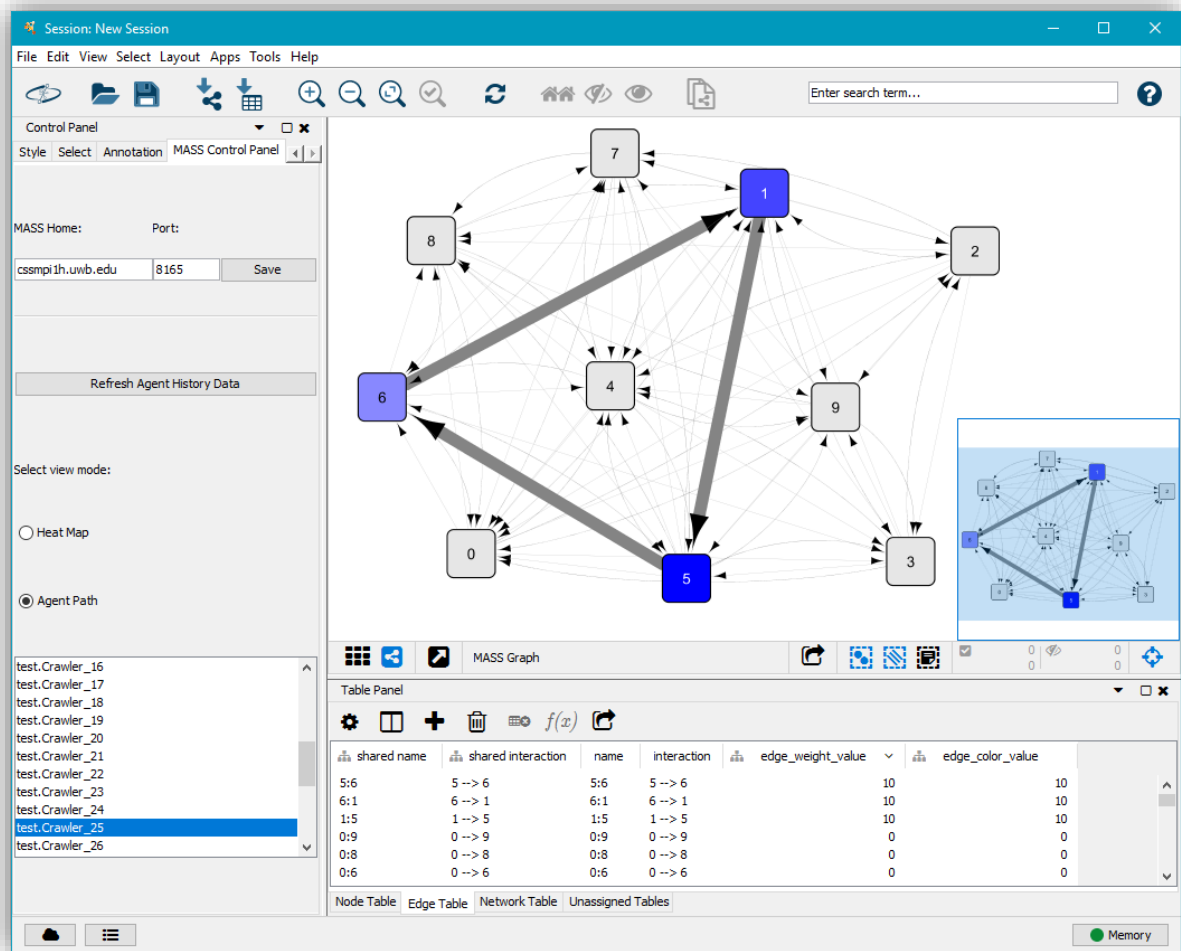 Session: New Session
File Edit View Select Layout Apps Tools Help
Enter search term...
Control Panel
Style Select Annotation MASS Control Panel
MASS Home: Port:
cssmpi1h.uwb.edu 8165 Save
Refresh Agent History Data
Select view mode:
Heat Map
Agent Path
test.Crawler_16
test.Crawler_17
test.Crawler_18
test.Crawler_19
test.Crawler_20
test.Crawler_21
test.Crawler_22
test.Crawler_23
test.Crawler_24
test.Crawler_25
test.Crawler_26
7
1
8
2
6
4
9
0
5
3
MASS Graph
0 0
0 0
Table Panel
f(x)
shared name shared interaction name interaction edge_weight_value edge_color_value
5:6 5 --> 6 5:6 5 --> 6 10 10
6:1 6 --> 1 6:1 6 --> 1 10 10
1:5 1 --> 5 1:5 1 --> 5 10 10
0:9 0 --> 9 0:9 0 --> 9 0 0
0:8 0 --> 8 0:8 0 --> 8 0 0
0:6 0 --> 6 0:6 0 --> 6 0 0
Node Table Edge Table Network Table Unassigned Tables
Memory